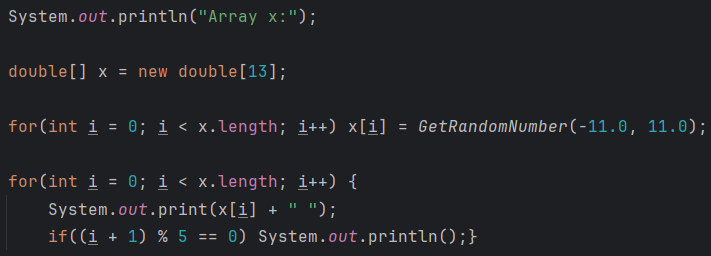 System.out.println("Array x:");
double[] x = new double[13];
for(int i = 0; i < x.length; i++) x[i] = GetRandomNumber(-11.0, 11.0);
for(int i = 0; i < x.length; i++) {
    System.out.print(x[i] + " ");
    if((i + 1) % 5 == 0) System.out.println();}